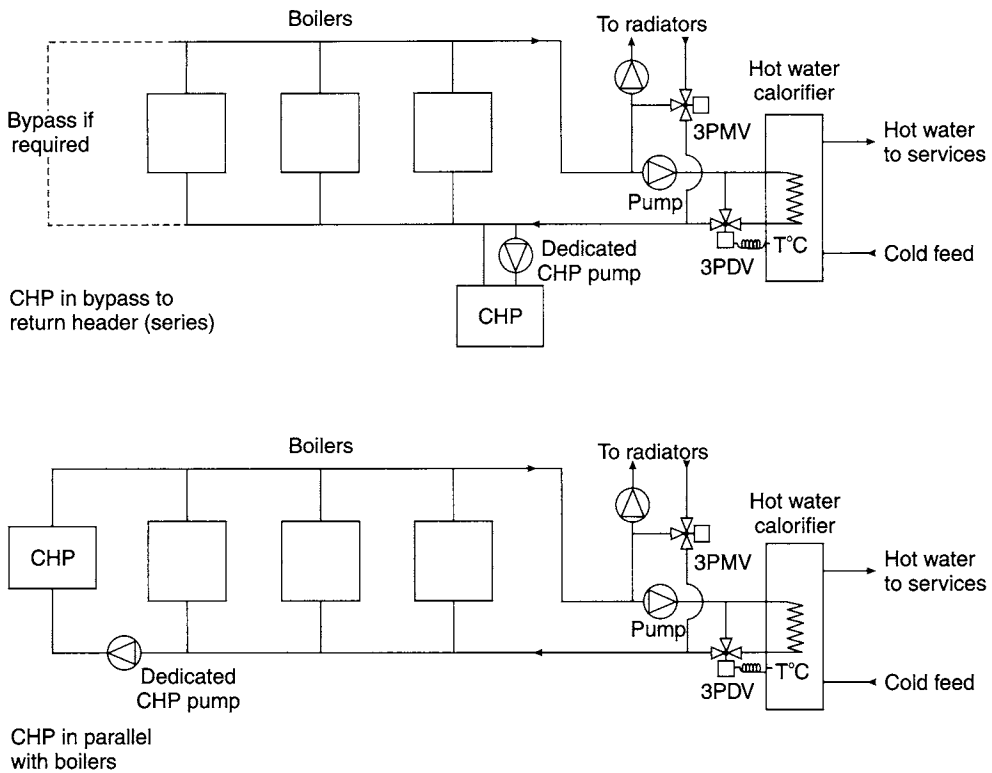 Boilers
To radiators
Hot water
calorifier
Bypass if
required
3PMV
Hot water
to services
Pump
Dedicated
CHP pump
3PDV
T°C
Cold feed
CHP in bypass to
return header (series)
CHP
Boilers
To radiators
Hot water
calorifier
CHP
3PMV
Hot water
to services
Pump
Dedicated
CHP pump
3PDV
T°C
Cold feed
CHP in parallel
with boilers